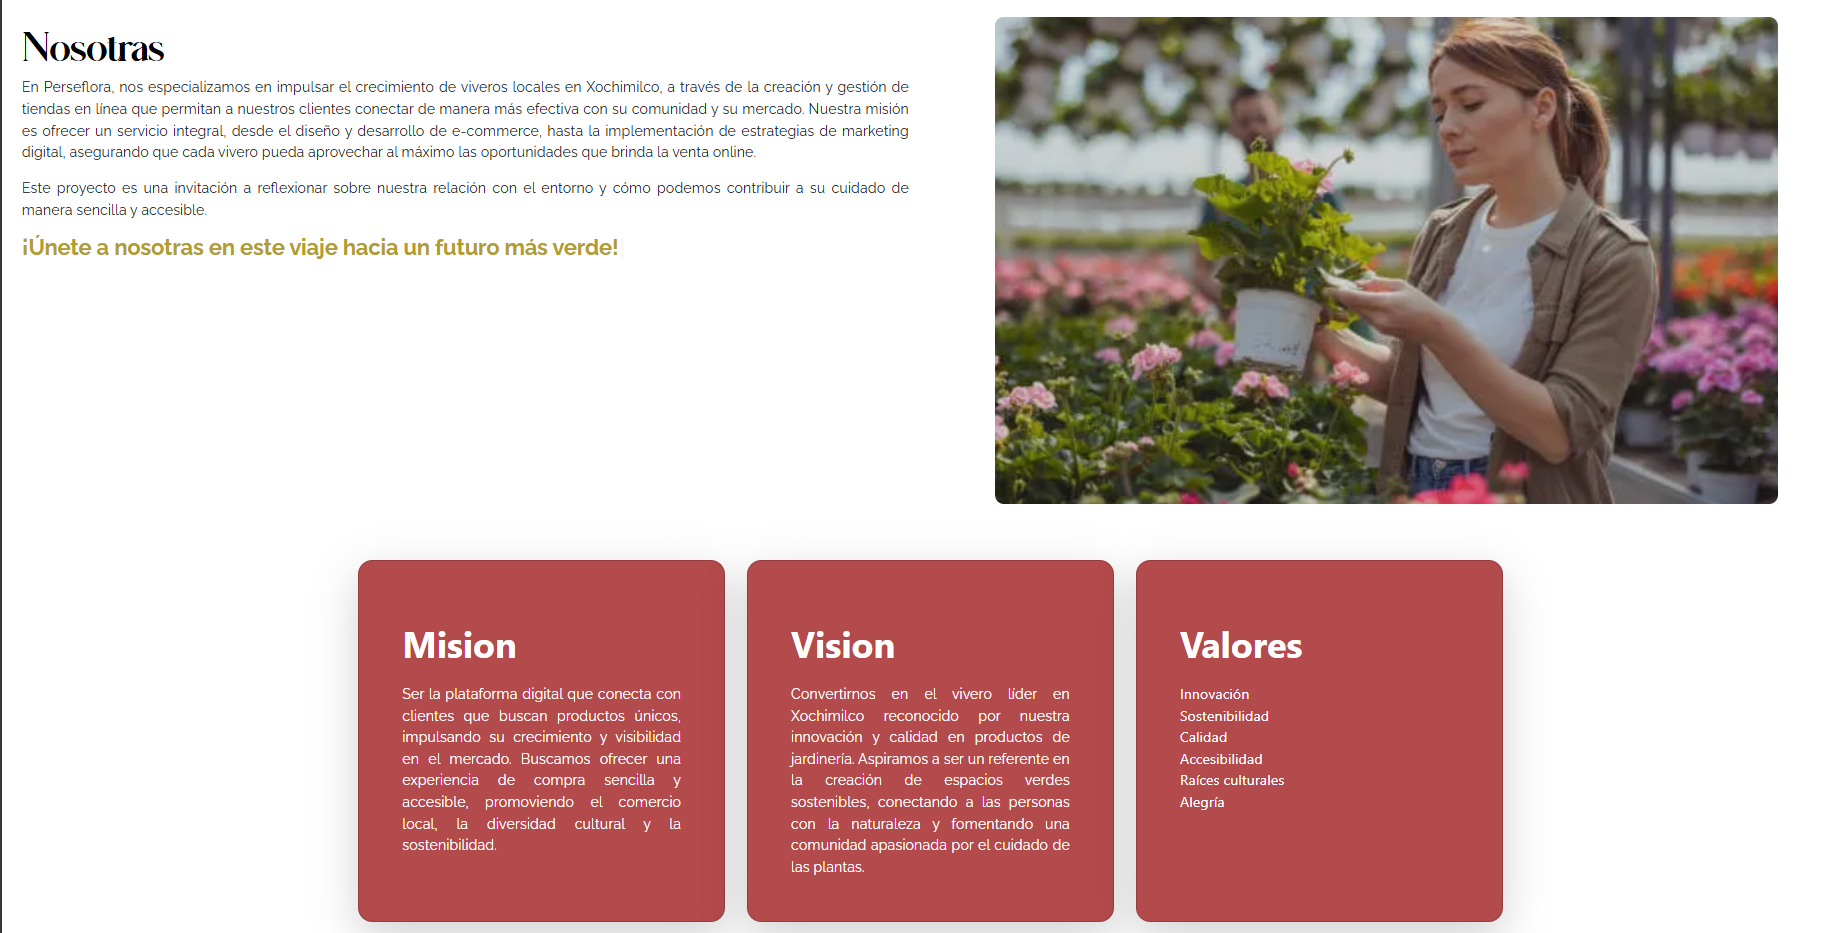 Nosotras
En Perseflora, nos especializamos en impulsar el crecimiento de viveros locales en Xochimilco, a través de la creación y gestión de
tiendas en línea que permitan a nuestros clientes conectar de manera más efectiva con su comunidad y su mercado. Nuestra misión
es ofrecer un servicio integral, desde el diseño y desarrollo de e-commerce, hasta la implementación de estrategias de marketing
digital, asegurando que cada vivero pueda aprovechar al máximo las oportunidades que brinda la venta online.
Este proyecto es una invitación a reflexionar sobre nuestra relación con el entorno y cómo podemos contribuir a su cuidado de
manera sencilla y accesible.
¡Únete a nosotras en este viaje hacia un futuro más verde!
Mision
Ser la plataforma digital que conecta con
clientes que buscan productos únicos,
impulsando su crecimiento y visibilidad
en el mercado. Buscamos ofrecer una
experiencia de compra sencilla y
accesible, promoviendo el comercio
local, la diversidad cultural y la
sostenibilidad.
Vision
Convertirnos en el vivero líder en
Xochimilco reconocido por nuestra
innovación y calidad en productos de
jardinería. Aspiramos a ser un referente en
la creación de espacios verdes
sostenibles, conectando a las personas
con la naturaleza y fomentando una
comunidad apasionada por el cuidado de
las plantas.
Valores
Innovación
Sostenibilidad
Calidad
Accesibilidad
Raíces culturales
Alegría